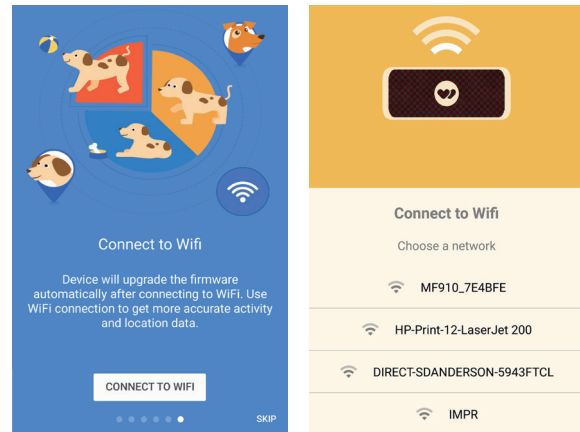 Connect to Wifi
Device will upgrade the firmware
automatically after connecting to WiFi. Use
WiFi connection to get more accurate activity
and location data.
CONNECT TO WIFI
SKIP
Connect to Wifi
Choose a network
MF910_7E4BFE
HP-Print-12-LaserJet 200
DIRECT-SDANDERSON-5943FTCL
IMPR